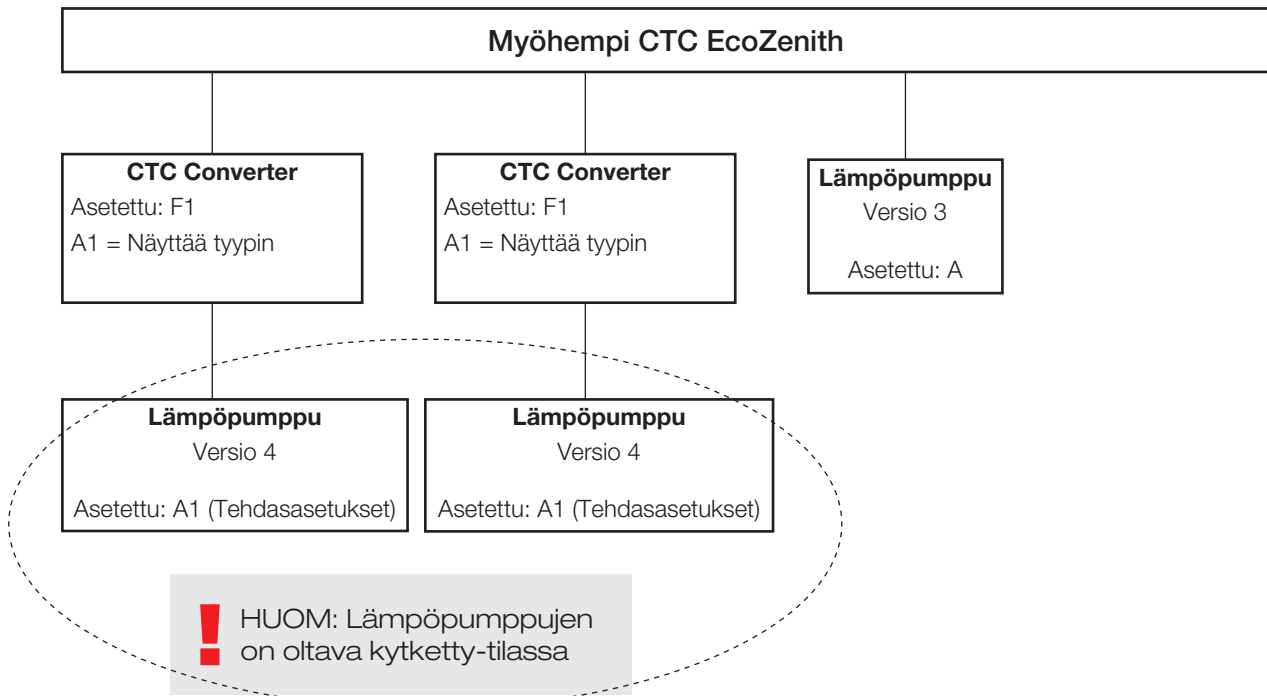 Myöhempi CTC EcoZenith
CTC Converter
Asetettu: F1
A1 = Näyttää tyypin
CTC Converter
Asetettu: F1
A1 = Näyttää tyypin
Lämpöpumppu
Versio 3
Asetettu: A
Lämpöpumppu
Versio 4
Asetettu: A1 (Tehdasasetukset)
Lämpöpumppu
Versio 4
Asetettu: A1 (Tehdasasetukset)
! HUOM: Lämpöpumppujen
on oltava kytketty-tilassa